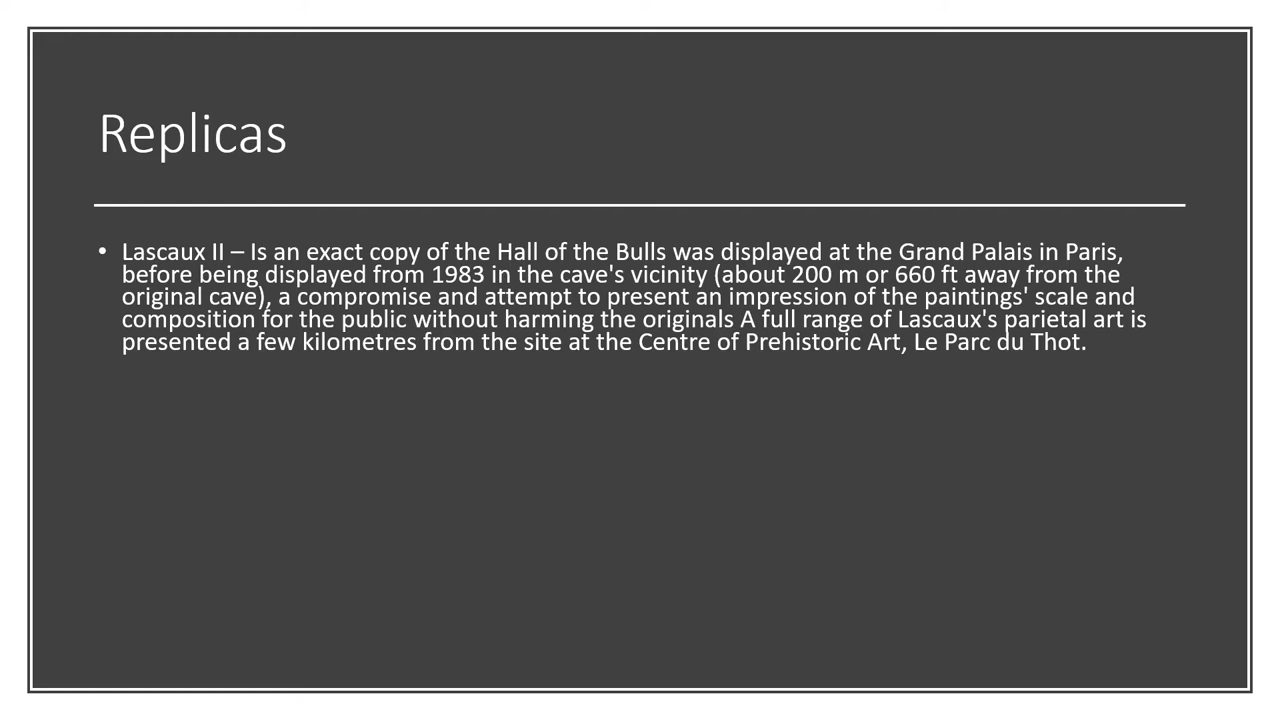 Replicas
• Lascaux II – Is an exact copy of the Hall of the Bulls was displayed at the Grand Palais in Paris,
before being displayed from 1983 in the cave's vicinity (about 200 m or 660 ft away from the
original cave), a compromise and attempt to present an impression of the paintings' scale and
composition for the public without harming the originals A full range of Lascaux's parietal art is
presented a few kilometres from the site at the Centre of Prehistoric Art, Le Parc du Thot.